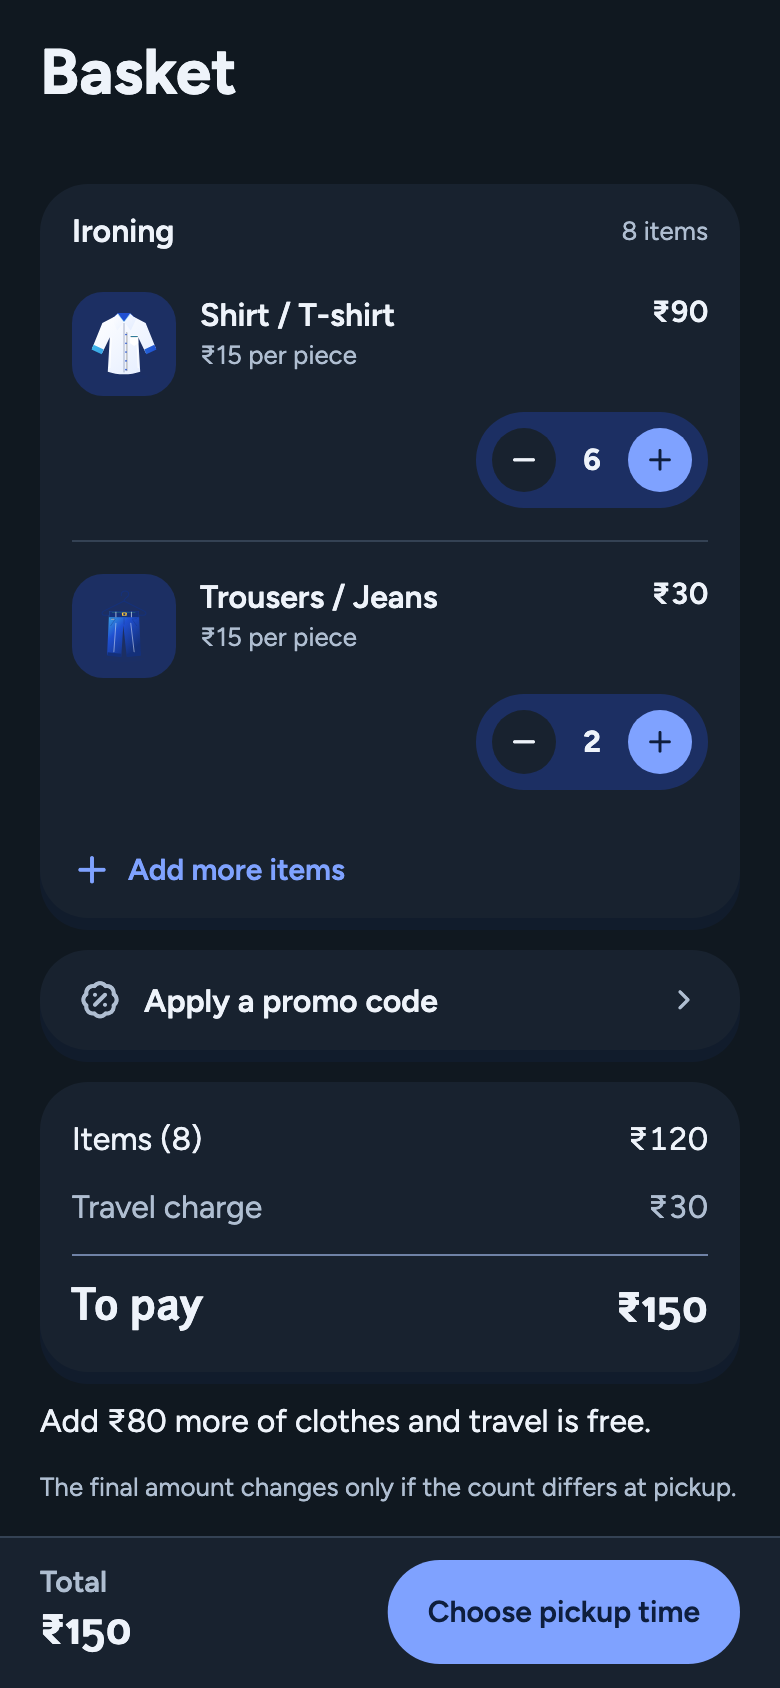 Basket
Ironing
8 items
Shirt / T-shirt
₹90
₹15 per piece
6
Trousers / Jeans
₹30
₹15 per piece
2
Add more items
Apply a promo code
Items (8)
₹120
Travel charge
₹30
To pay
₹150
Add ₹80 more of clothes and travel is free.
The final amount changes only if the count differs at pickup.
Total
₹150
Choose pickup time